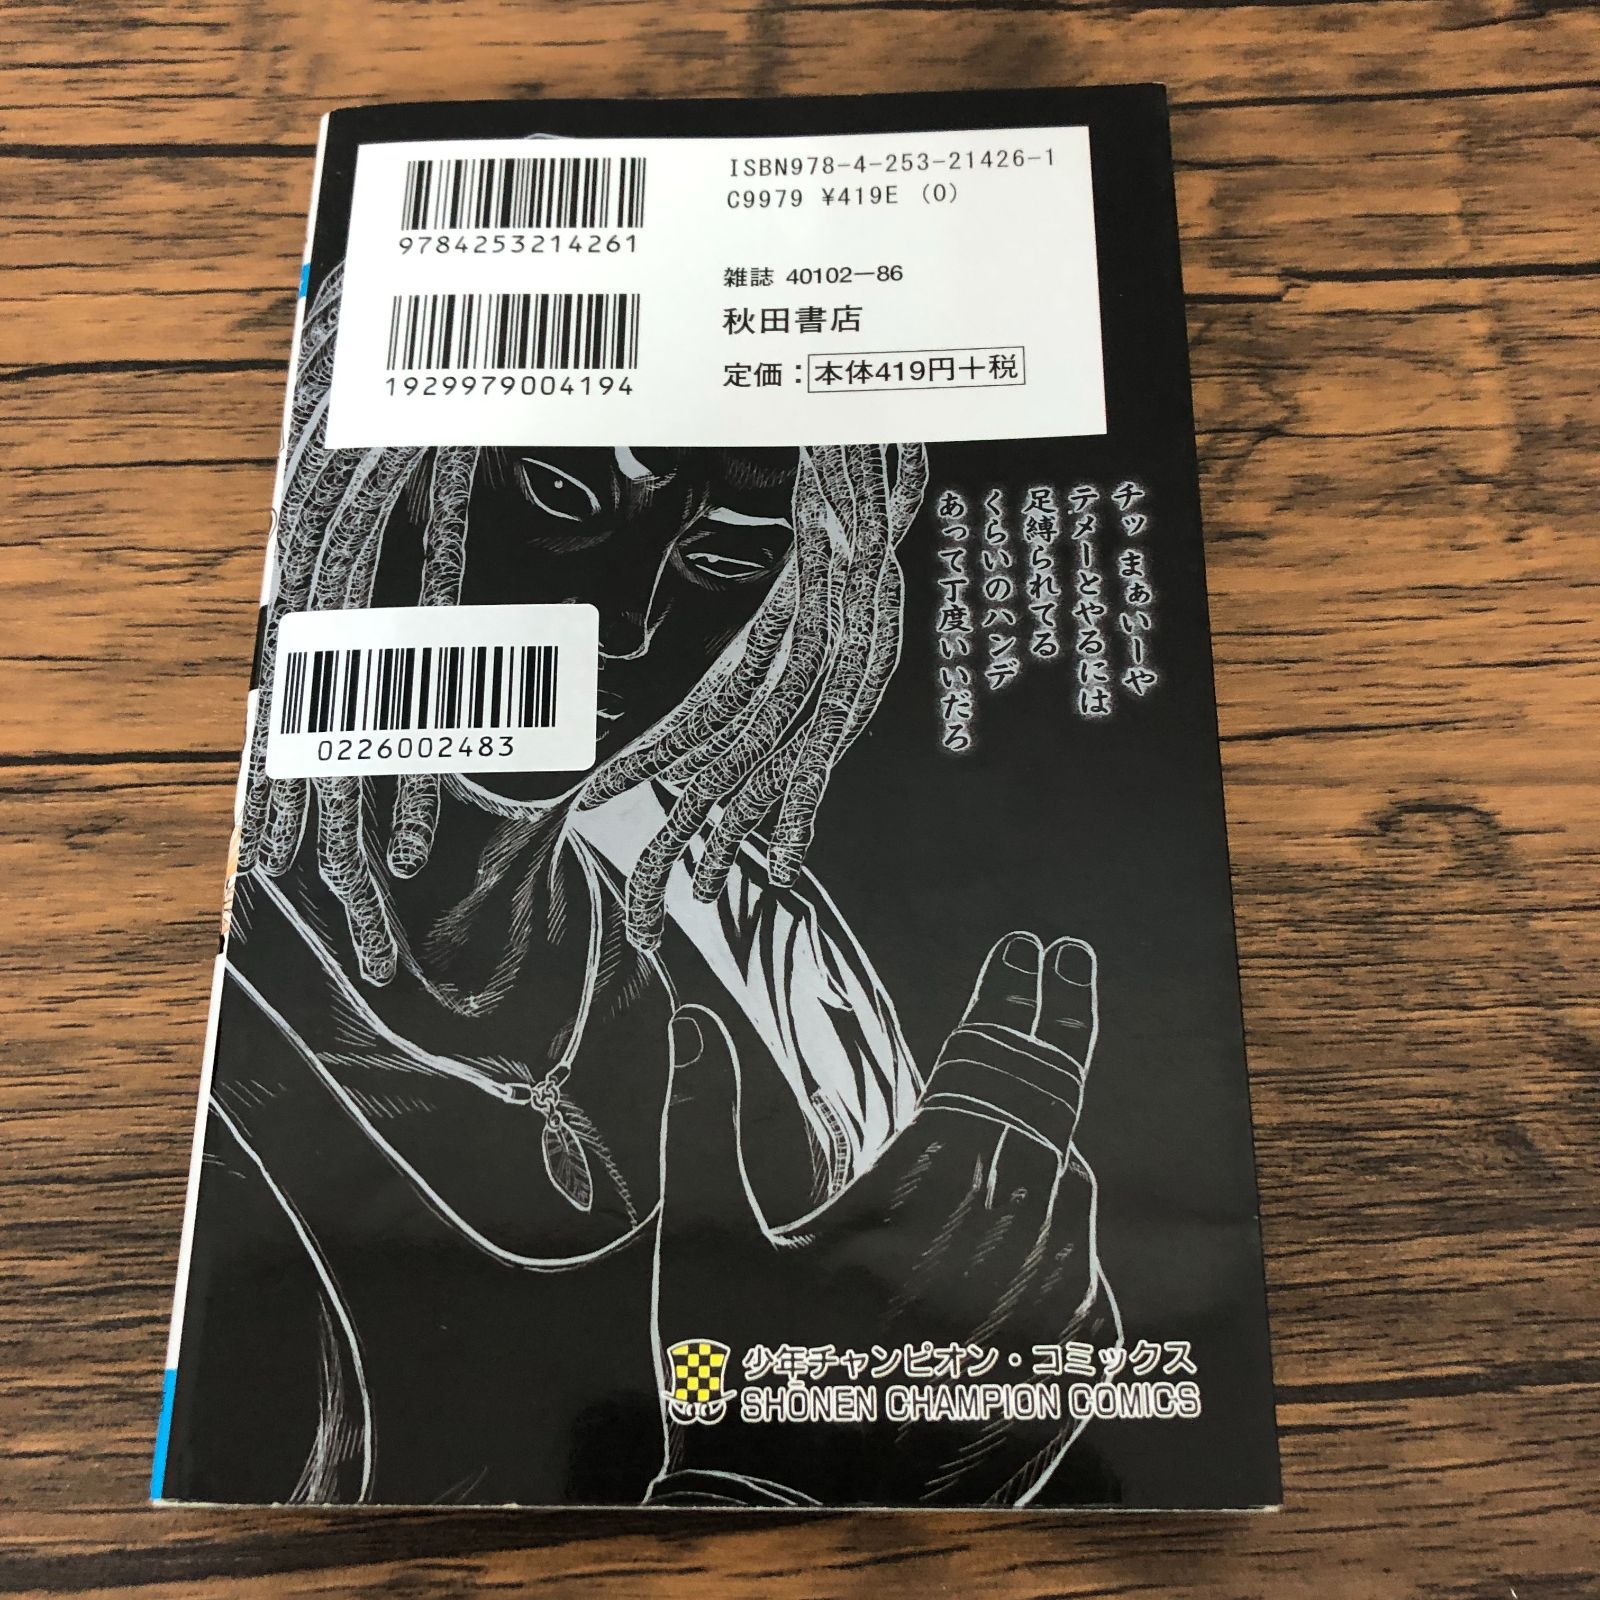 ISBN978-4-253-21426-1
C9979 ¥419E (0)
9784253214261
雑誌 40102-86
秋田書店
1929979004194
定価：本体419円+税
チッ まぁいーや
テメーとやるには
足縛られてる
くらいのハンデ
あって丁度いいだろ
0226002483
少年チャンピオン・コミックス
SHŌNEN CHAMPION COMICS